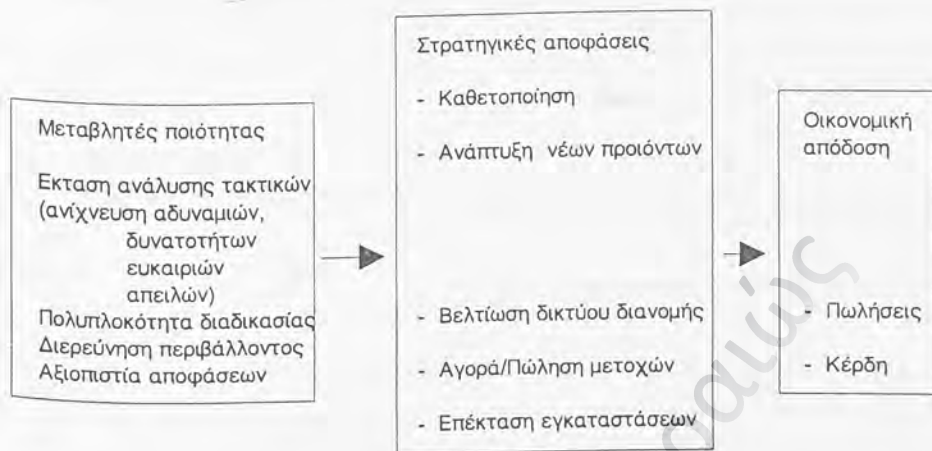 Μεταβλητές ποιότητας
Εκταση ανάλυσης τακτικών
(ανίχνευση αδυναμιών,
δυνατοτήτων
ευκαιριών
απειλών)
Πολυπλοκότητα διαδικασίας
Διερεύνηση περιβάλλοντος
Αξιοπιστία αποφάσεων
Στρατηγικές αποφάσεις
- Καθετοποίηση
- Ανάπτυξη νέων προιόντων
- Βελτίωση δικτύου διανομής
- Αγορά/Πώληση μετοχών
- Επέκταση εγκαταστάσεων
Οικονομική
απόδοση
- Πωλήσεις
- Κέρδη